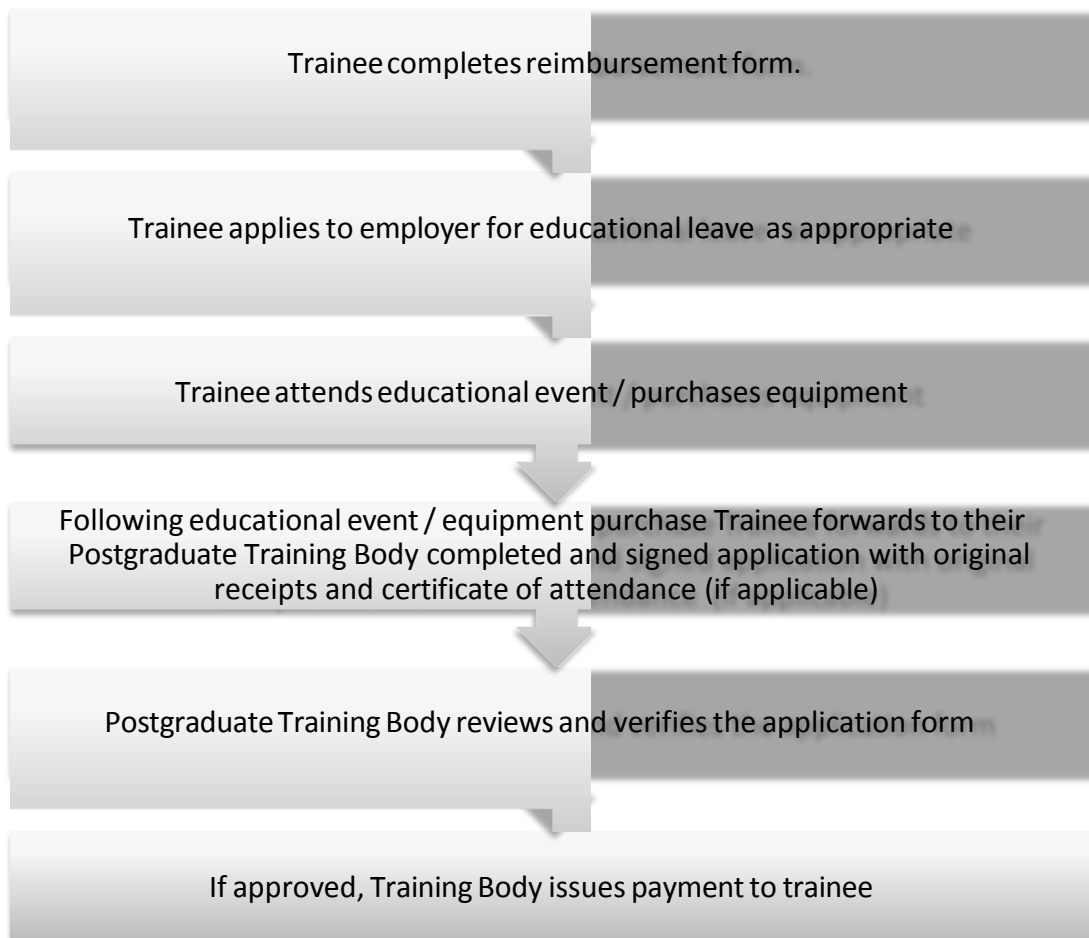 Trainee completes reimbursement form.
Trainee applies to employer for educational leave as appropriate
Trainee attends educational event / purchases equipment
Following educational event / equipment purchase Trainee forwards to their
Postgraduate Training Body completed and signed application with original
receipts and certificate of attendance (if applicable)
Postgraduate Training Body reviews and verifies the application form
If approved, Training Body issues payment to trainee